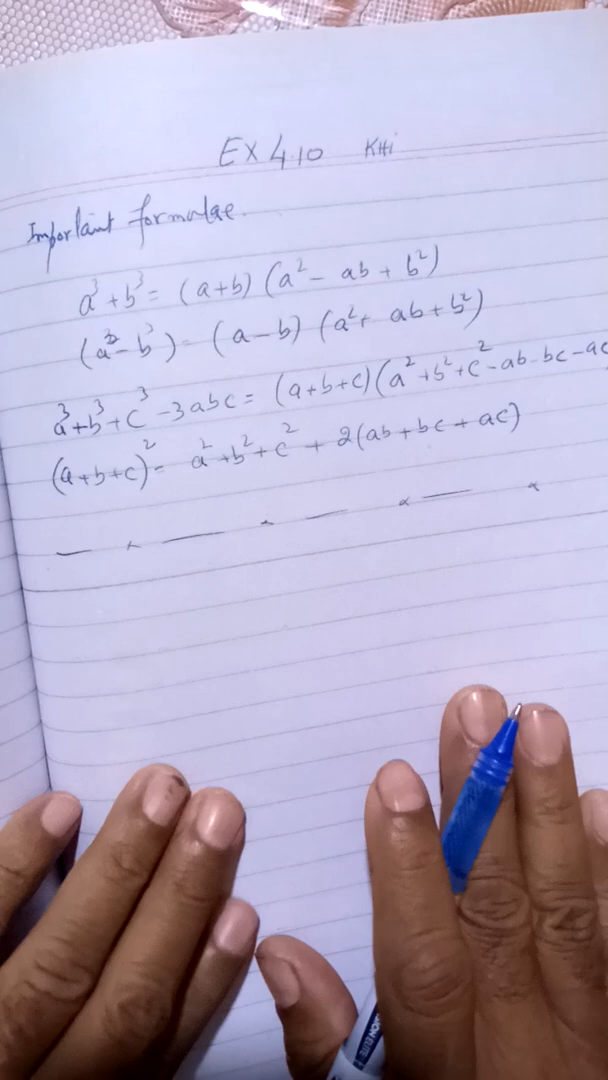 Ex 4.10 KHI
Important formulae.
a³ + b³ = (a+b) (a² - ab + b²)
(a³ - b³) = (a-b) (a² + ab + b²)
a³ + b³ + c³ - 3abc = (a+b+c) (a² + b² + c² - ab - bc - ac
(a+b+c)² = a² + b² + c² + 2(ab + bc + ac)